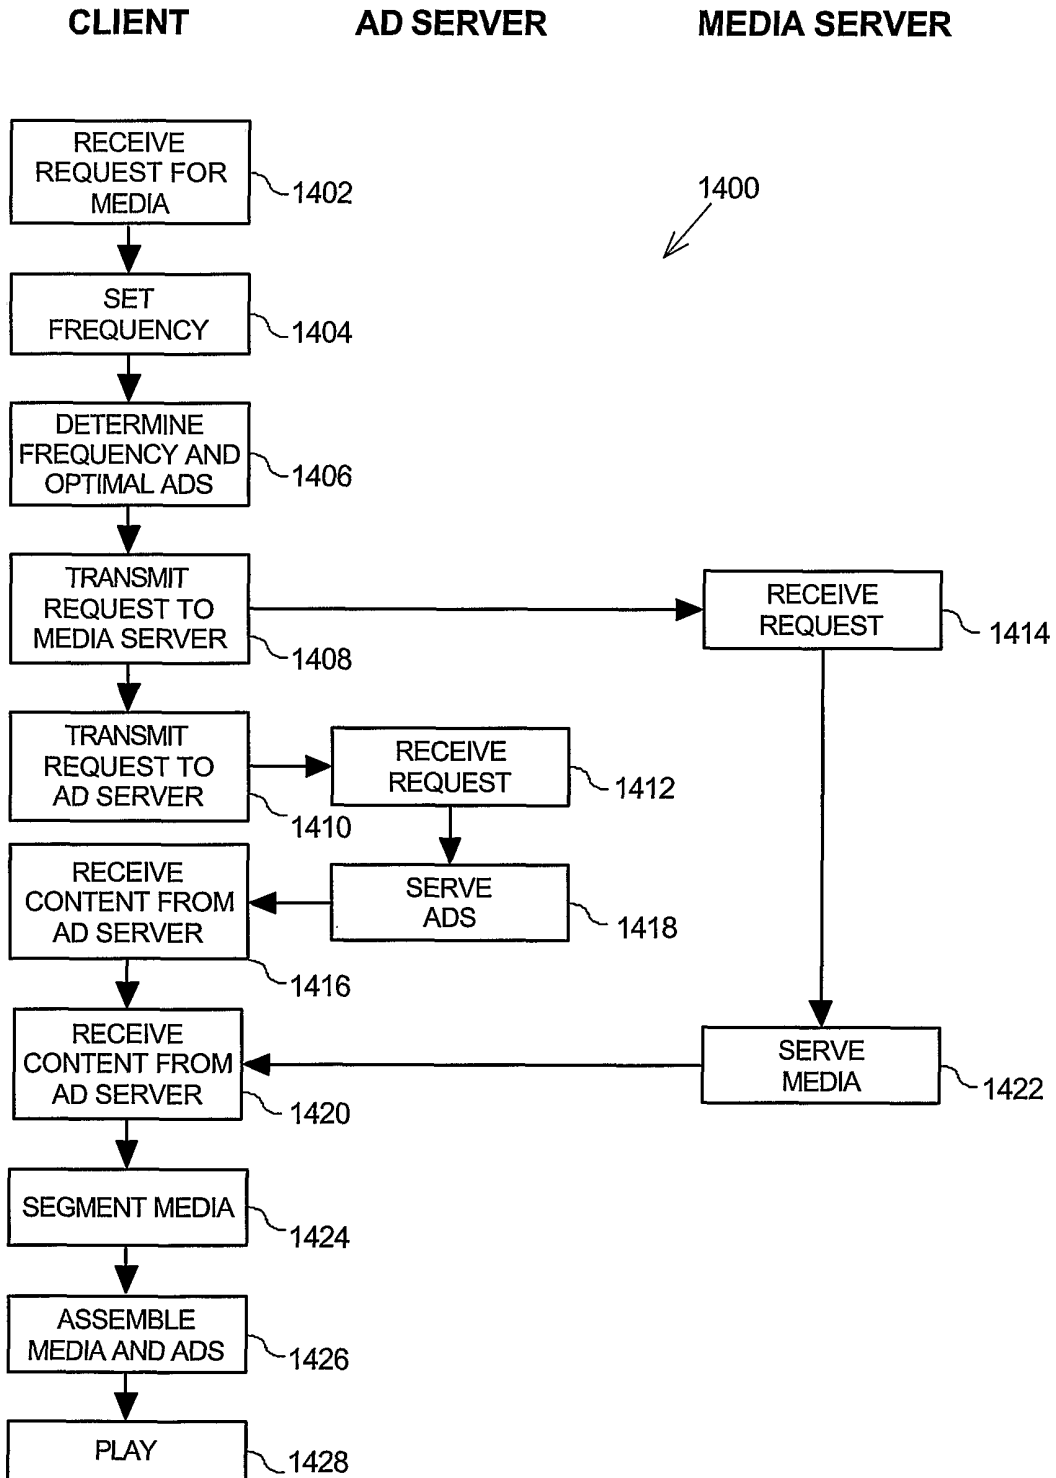 CLIENT
AD SERVER
MEDIA SERVER
RECEIVE
REQUEST FOR
MEDIA
1402
1400
SET
FREQUENCY
1404
DETERMINE
FREQUENCY AND
OPTIMAL ADS
1406
TRANSMIT
REQUEST TO
MEDIA SERVER
1408
RECEIVE
REQUEST
1414
TRANSMIT
REQUEST TO
AD SERVER
1410
RECEIVE
REQUEST
1412
RECEIVE
CONTENT FROM
AD SERVER
1416
SERVE
ADS
1418
RECEIVE
CONTENT FROM
AD SERVER
1420
SERVE
MEDIA
1422
SEGMENT MEDIA
1424
ASSEMBLE
MEDIA AND ADS
1426
PLAY
1428